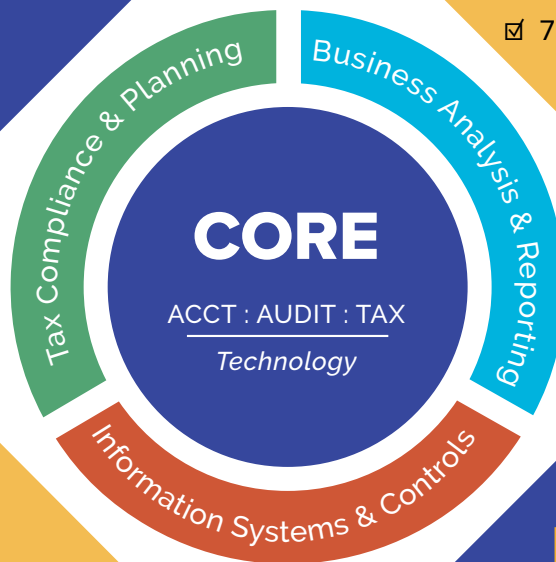 ☑ 7
Tax Compliance & Planning
Business Analysis & Reporting
CORE
ACCT : AUDIT : TAX
Technology
Information Systems & Controls